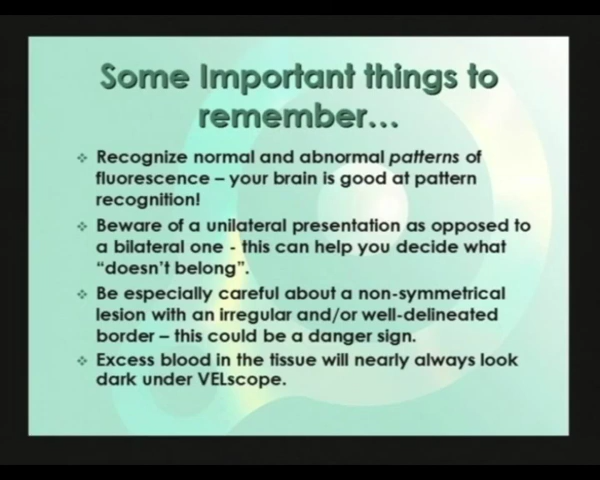 Some Important things to
remember...
Recognize normal and abnormal patterns of
fluorescence – your brain is good at pattern
recognition!
Beware of a unilateral presentation as opposed to
a bilateral one - this can help you decide what
“doesn’t belong”.
Be especially careful about a non-symmetrical
lesion with an irregular and/or well-delineated
border – this could be a danger sign.
Excess blood in the tissue will nearly always look
dark under VELscope.